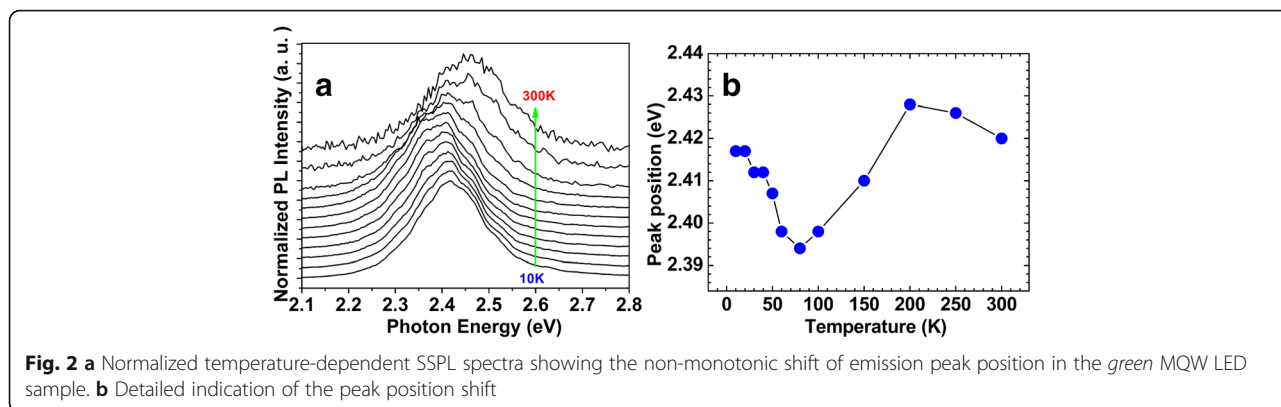 a
Normalized PL Intensity (a. u. )
300K
10K
2.1 2.2 2.3 2.4 2.5 2.6 2.7 2.8
Photon Energy (eV)
b
Peak position (eV)
2.44
2.43
2.42
2.41
2.40
2.39
0 50 100 150 200 250 300
Temperature (K)
Fig. 2 a Normalized temperature-dependent SSPL spectra showing the non-monotonic shift of emission peak position in the green MQW LED
sample. b Detailed indication of the peak position shift